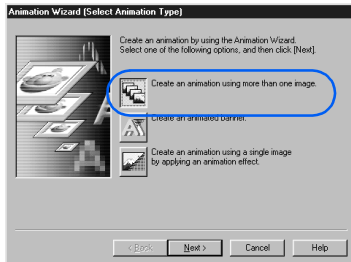 Animation Wizard (Select Animation Type)
Create an animation by using the Animation Wizard.
Select one of the following options, and then click [Next].
Create an animation using more than one image.
Create an animated banner.
Create an animation using a single image
by applying an animation effect.
< Back
Next >
Cancel
Help